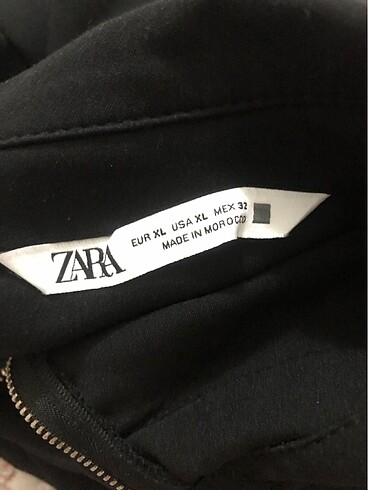 ZARA
EUR XL USA XL MEX 32
MADE IN MOROCCO